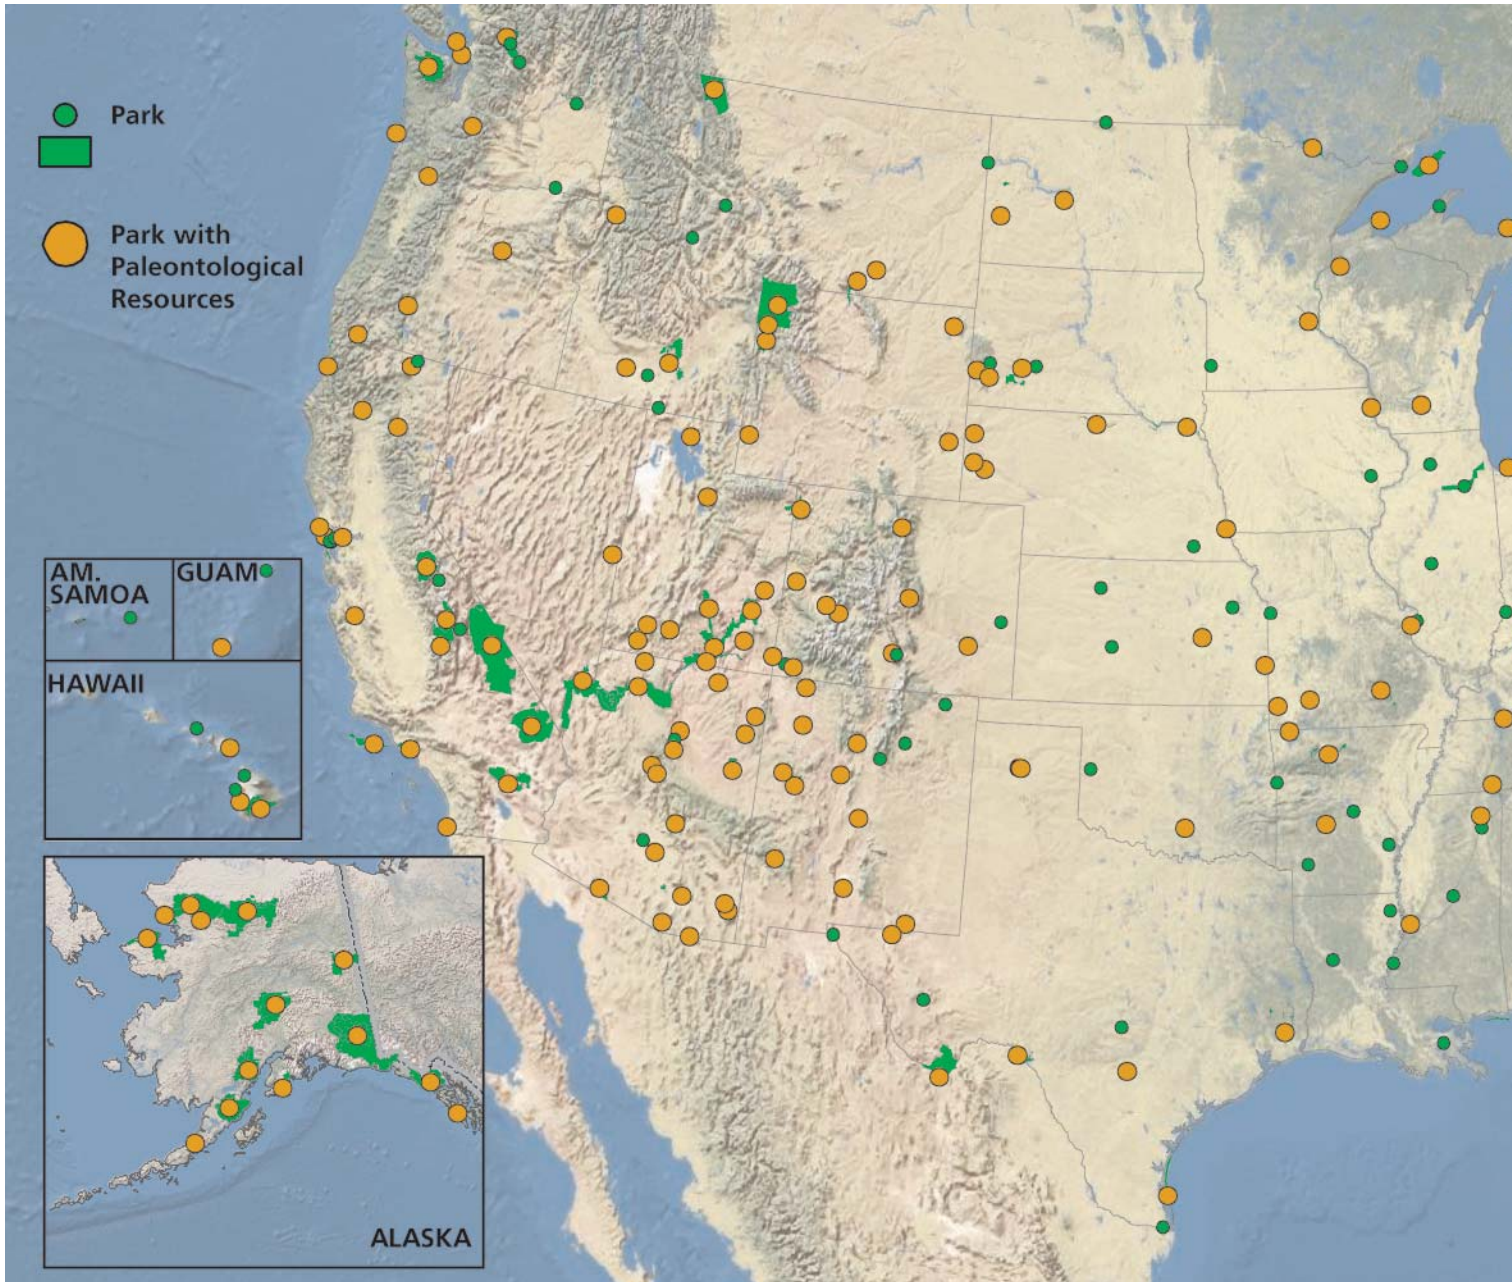 Park
Park with
Paleontological
Resources
AM.
SAMOA
GUAM
HAWAII
ALASKA